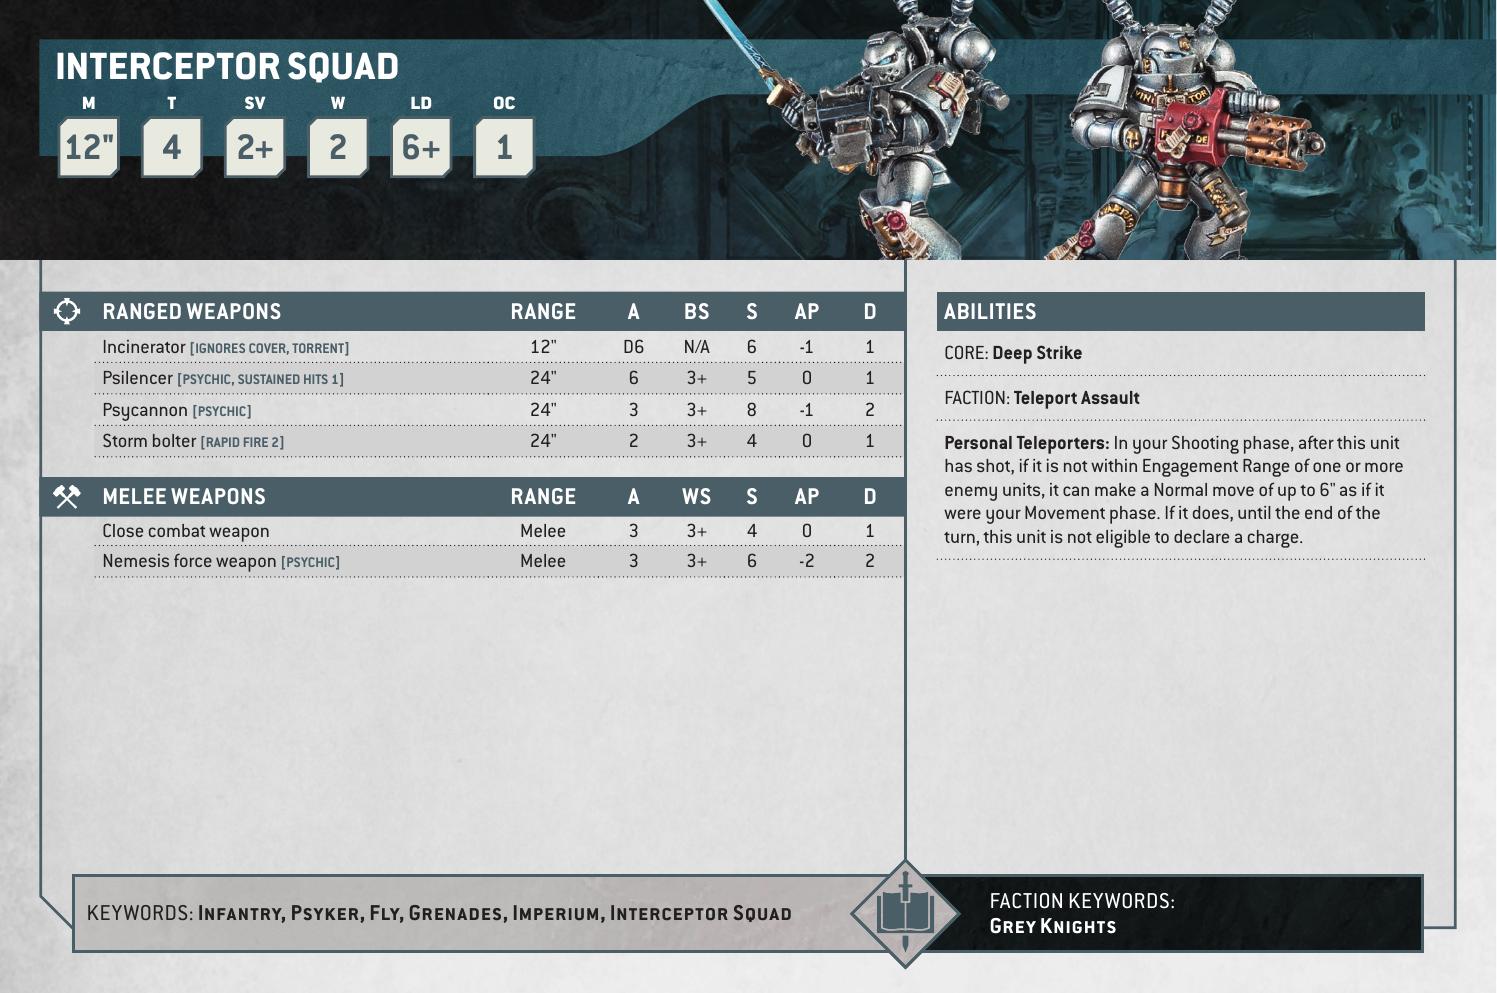 INTERCEPTOR SQUAD
M T SV W LD OC
12" 4 2+ 2 6+ 1
RANGED WEAPONS RANGE A BS S AP D
Incinerator [IGNORES COVER, TORRENT] 12" D6 N/A 6 -1 1
Psilencer [PSYCHIC, SUSTAINED HITS 1] 24" 6 3+ 5 0 1
Psycannon [PSYCHIC] 24" 3 3+ 8 -1 2
Storm bolter [RAPID FIRE 2] 24" 2 3+ 4 0 1
MELEE WEAPONS RANGE A WS S AP D
Close combat weapon Melee 3 3+ 4 0 1
Nemesis force weapon [PSYCHIC] Melee 3 3+ 6 -2 2
ABILITIES
CORE: Deep Strike
FACTION: Teleport Assault
Personal Teleporters: In your Shooting phase, after this unit
has shot, if it is not within Engagement Range of one or more
enemy units, it can make a Normal move of up to 6" as if it
were your Movement phase. If it does, until the end of the
turn, this unit is not eligible to declare a charge.
KEYWORDS: INFANTRY, PSYKER, FLY, GRENADES, IMPERIUM, INTERCEPTOR SQUAD
FACTION KEYWORDS:
GREY KNIGHTS